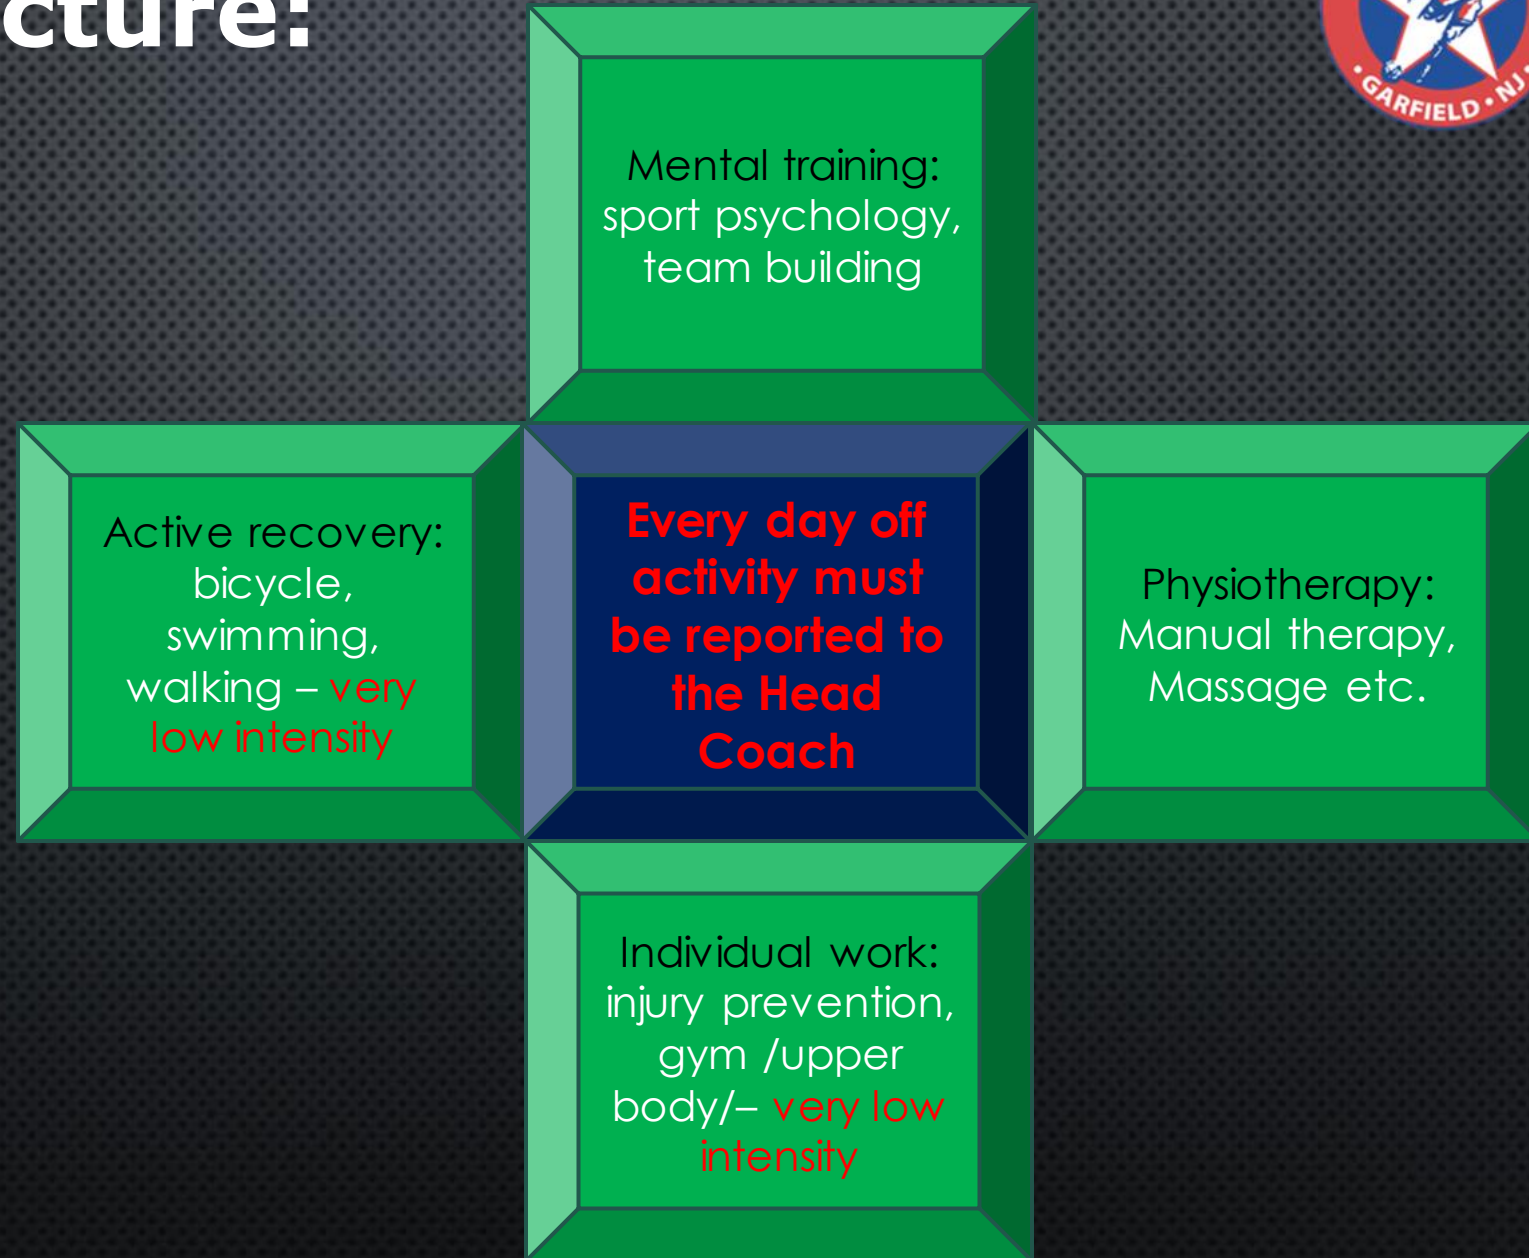 cture:
GARFIELD • NJ
Mental training:
sport psychology,
team building
Active recovery:
bicycle,
swimming,
walking – very
low intensity
Every day off
activity must
be reported to
the Head
Coach
Physiotherapy:
Manual therapy,
Massage etc.
Individual work:
injury prevention,
gym /upper
body/– very low
intensity